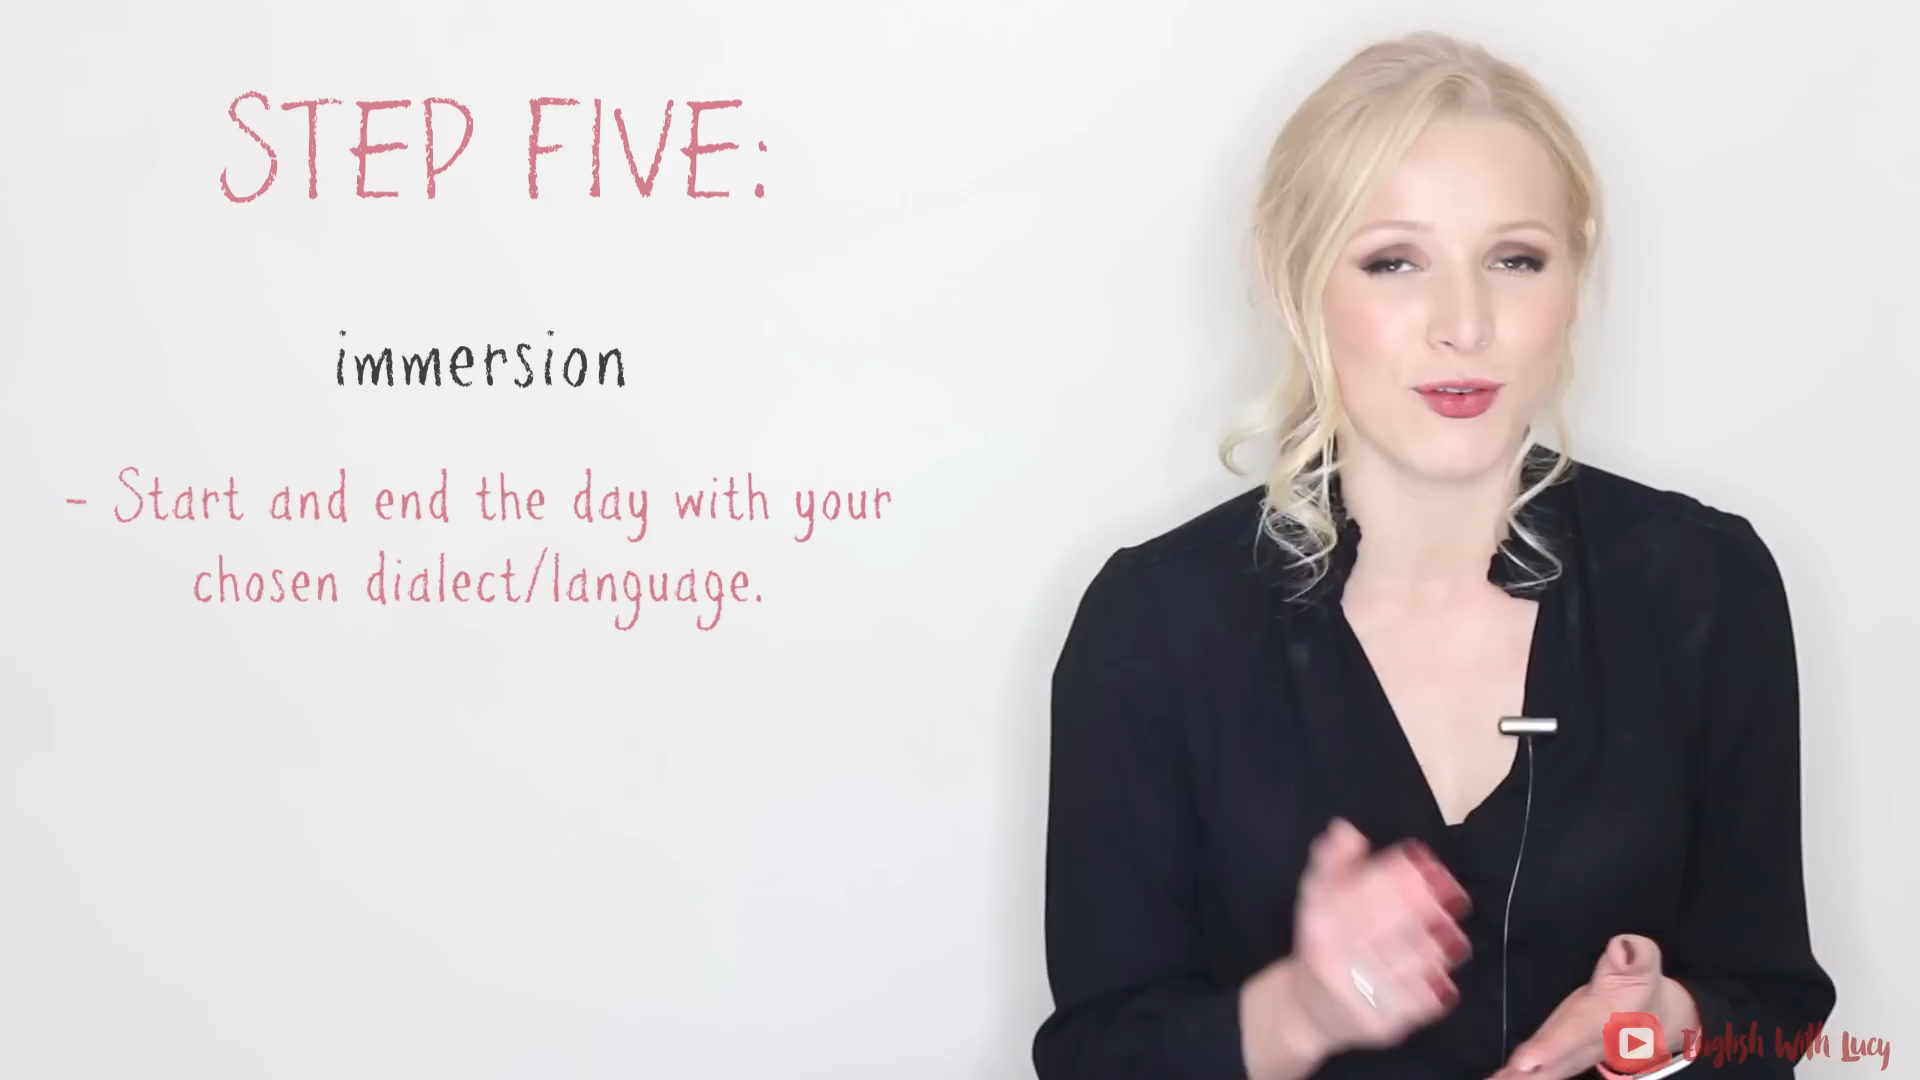 STEP FIVE:
immersion
- Start and end the day with your
chosen dialect/language.
English With Lucy